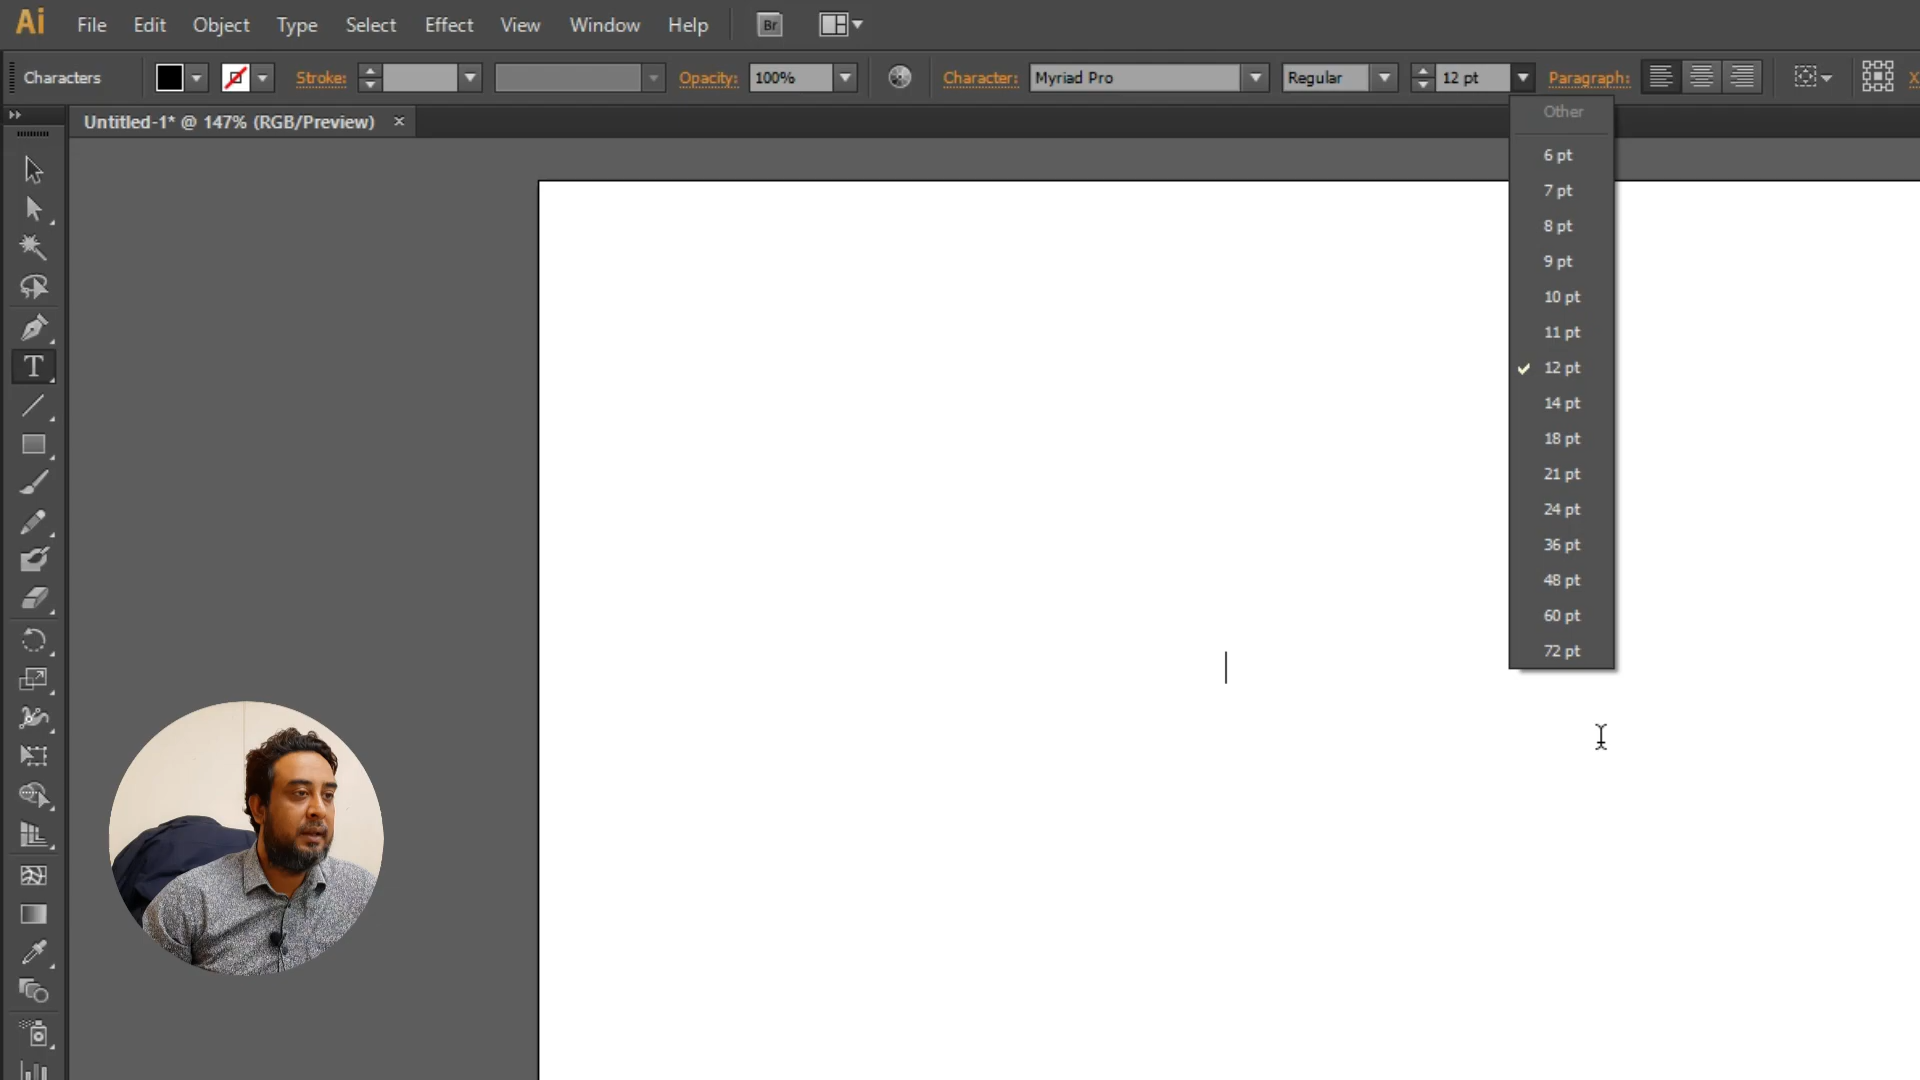 Ai File Edit Object Type Select Effect View Window Help Br
Characters Stroke: Opacity: 100% Character: Myriad Pro Regular 12 pt Paragraph: X
Untitled-1* @ 147% (RGB/Preview) ×
Other
6 pt
7 pt
8 pt
9 pt
10 pt
11 pt
12 pt
14 pt
18 pt
21 pt
24 pt
36 pt
48 pt
60 pt
72 pt
T